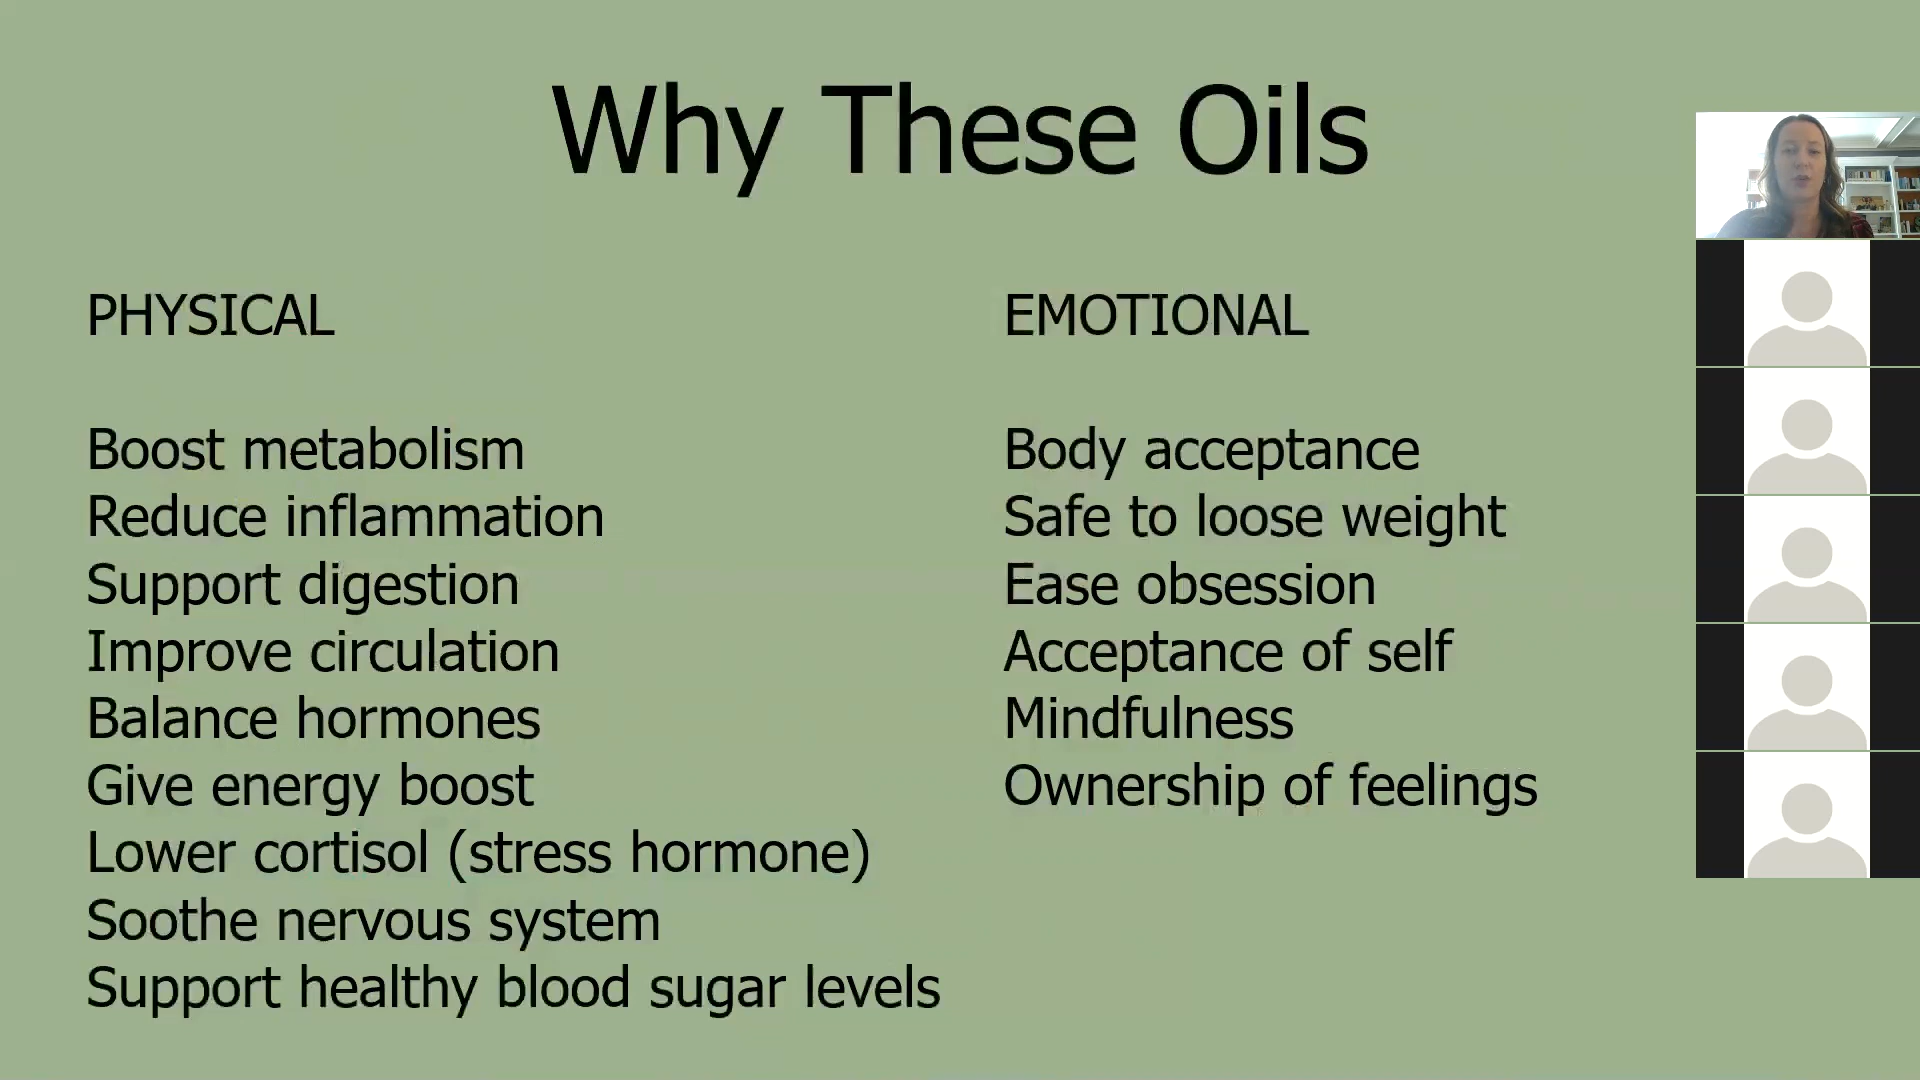 Why These Oils
PHYSICAL
Boost metabolism
Reduce inflammation
Support digestion
Improve circulation
Balance hormones
Give energy boost
Lower cortisol (stress hormone)
Soothe nervous system
Support healthy blood sugar levels
EMOTIONAL
Body acceptance
Safe to loose weight
Ease obsession
Acceptance of self
Mindfulness
Ownership of feelings